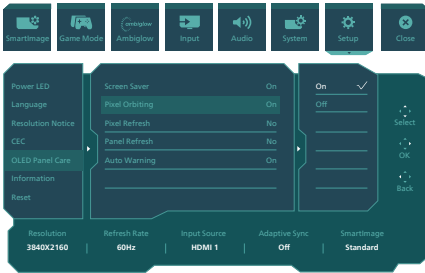 ambiglow
SmartImage Game Mode Ambiglow Input Audio System Setup Close
Power LED Screen Saver On On
Language Pixel Orbiting On Off
Resolution Notice Pixel Refresh No Select
CEC Panel Refresh No
OLED Panel Care Auto Warning On OK
Information
Reset Back
Resolution Refresh Rate Input Source Adaptive Sync SmartImage
3840X2160 60Hz HDMI 1 Off Standard